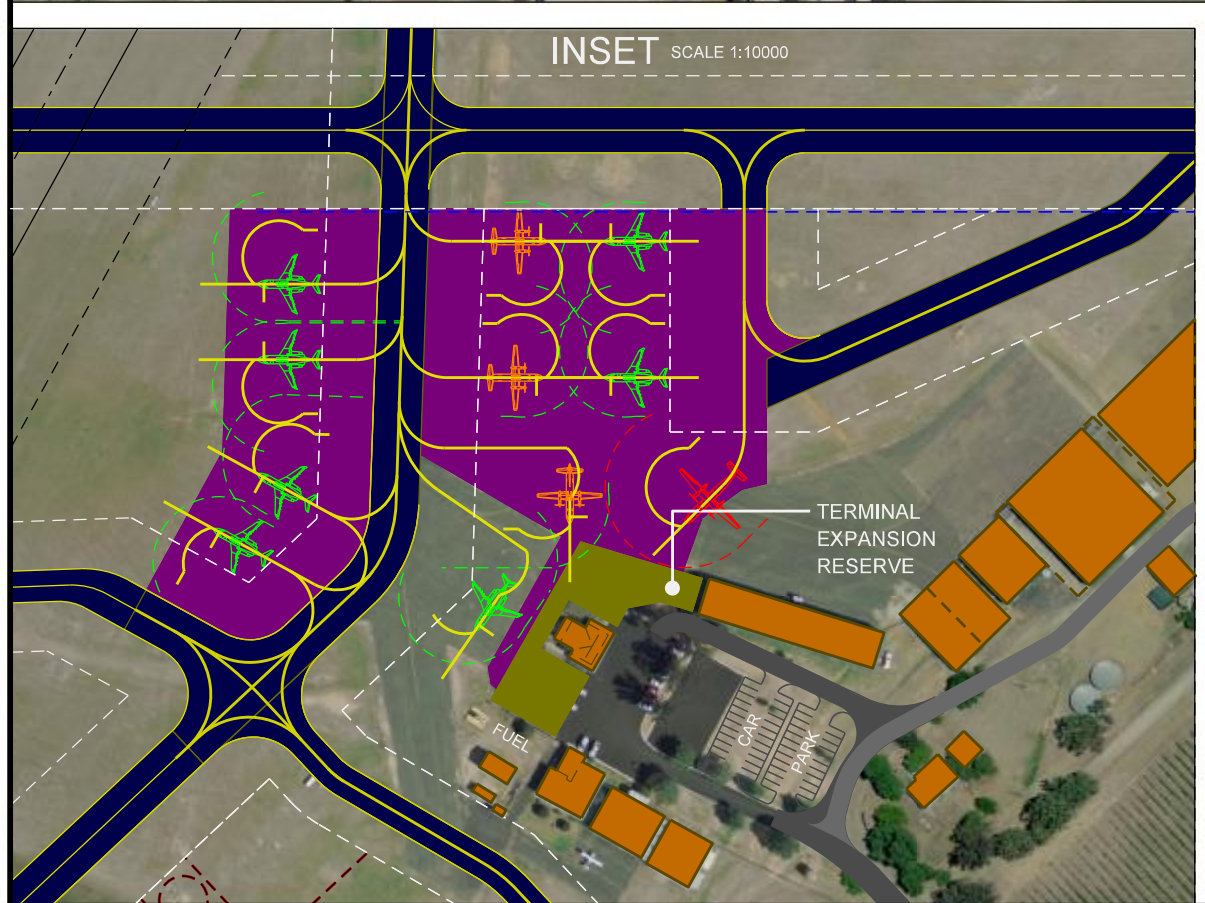 INSET SCALE 1:10000
TERMINAL
EXPANSION
RESERVE
FUEL
CAR
PARK